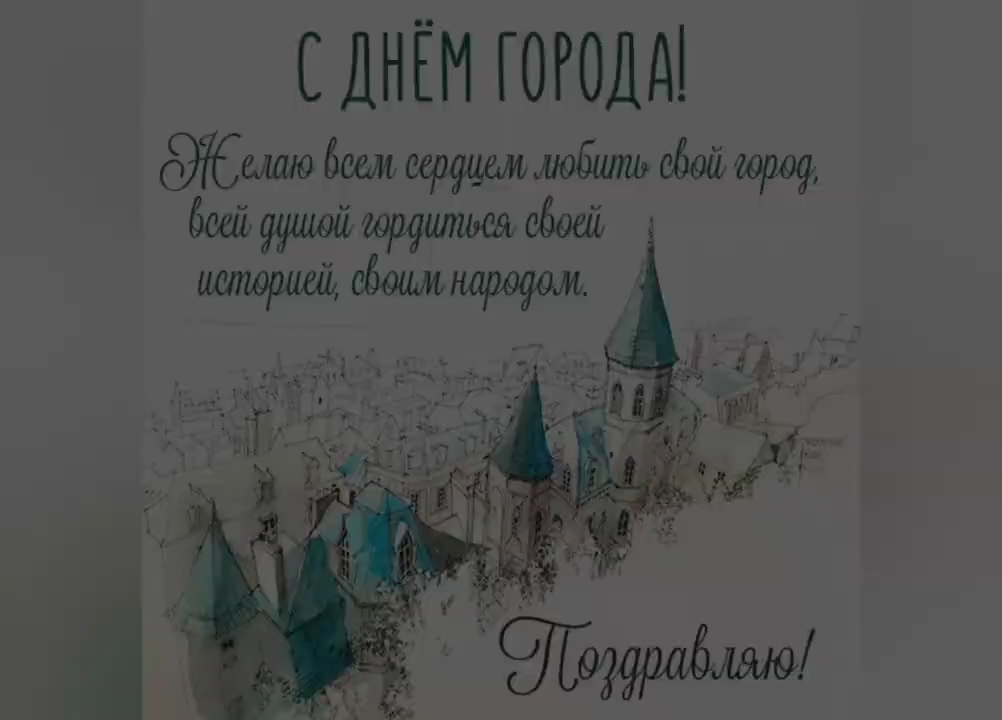 С ДНЁМ ГОРОДА!
Желаю всем сердцем любить свой город,
всей душой гордиться своей
историей, своим народом.
Поздравляю!